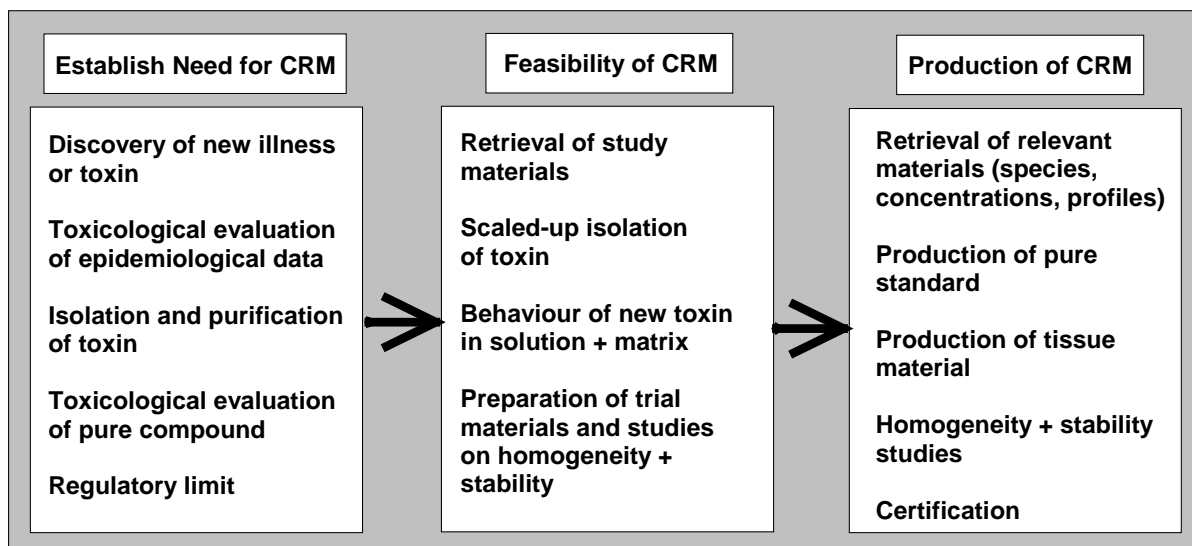 Establish Need for CRM
Discovery of new illness
or toxin
Toxicological evaluation
of epidemiological data
Isolation and purification
of toxin
Toxicological evaluation
of pure compound
Regulatory limit
Feasibility of CRM
Retrieval of study
materials
Scaled-up isolation
of toxin
Behaviour of new toxin
in solution + matrix
Preparation of trial
materials and studies
on homogeneity +
stability
Production of CRM
Retrieval of relevant
materials (species,
concentrations, profiles)
Production of pure
standard
Production of tissue
material
Homogeneity + stability
studies
Certification